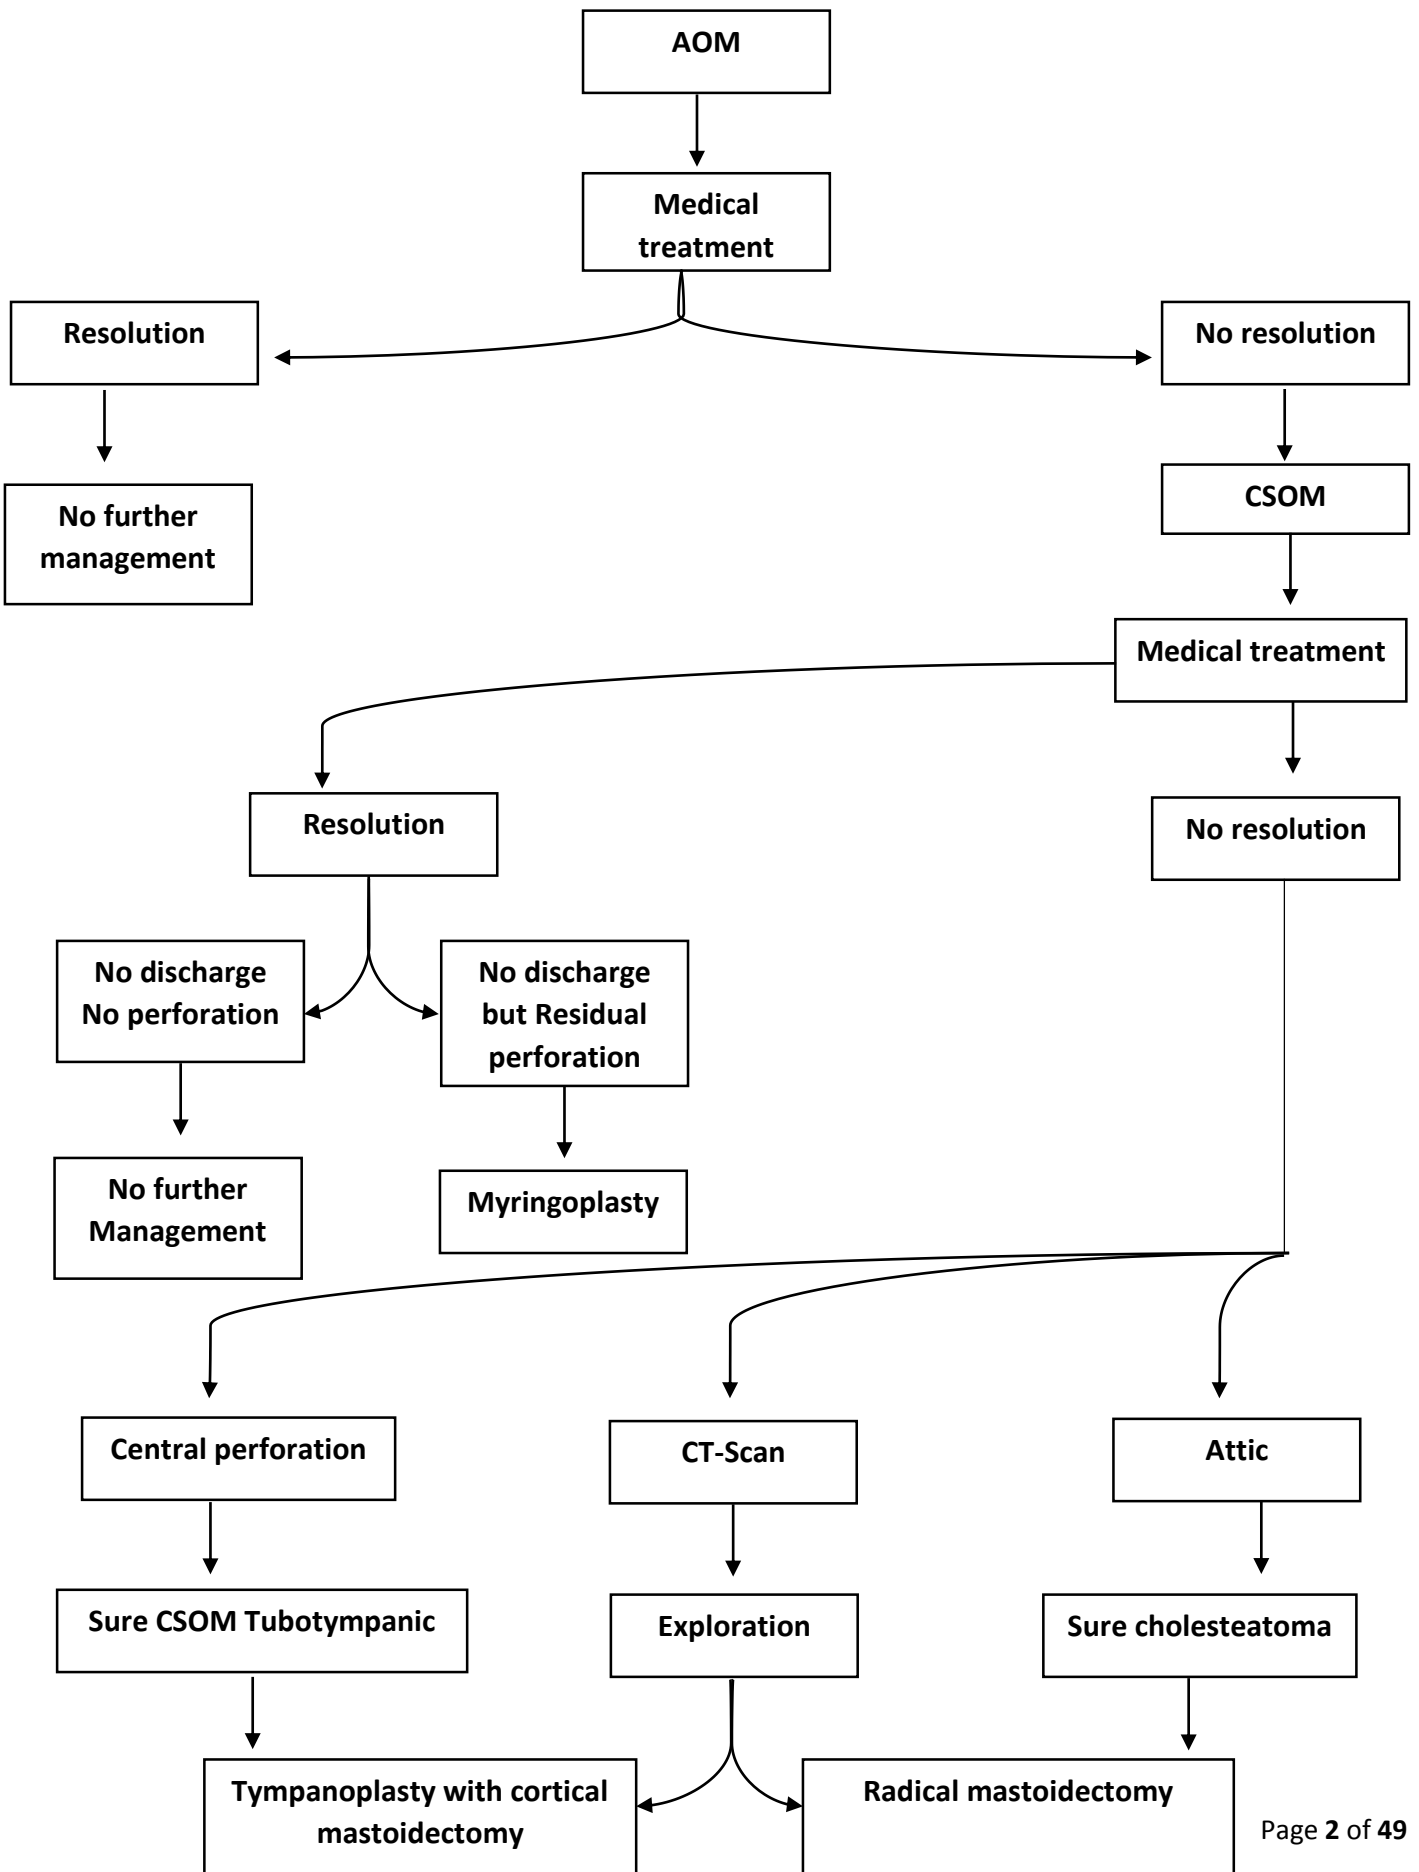 AOM
Medical
treatment
Resolution
No resolution
No further
management
CSOM
Medical treatment
Resolution
No resolution
No discharge
No perforation
No discharge
but Residual
perforation
No further
Management
Myringoplasty
Central perforation
CT-Scan
Attic
Sure CSOM Tubotympanic
Exploration
Sure cholesteatoma
Tympanoplasty with cortical
mastoidectomy
Radical mastoidectomy
Page 2 of 49